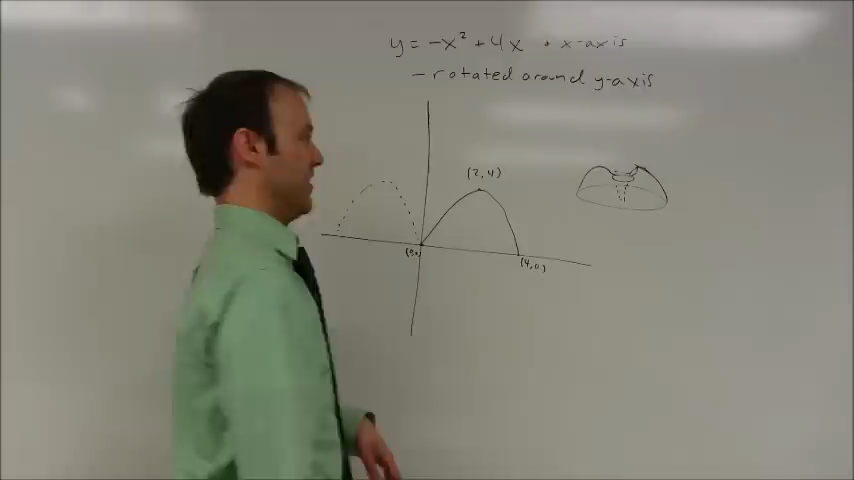 y = -x² + 4x + x-axis
- rotated around y-axis
(2,4)
(0,0)
(4,0)